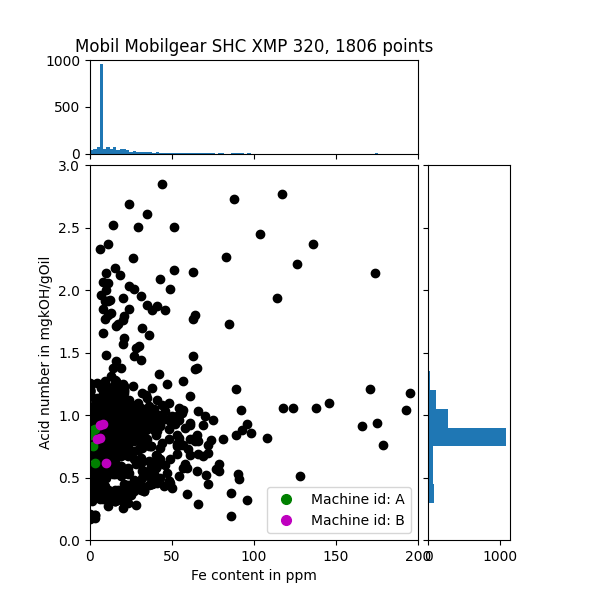 Mobil Mobilgear SHC XMP 320, 1806 points
1000
500
0
3.0
2.5
2.0
1.5
1.0
0.5
0.0
Acid number in mgkOH/gOil
Machine id: A
Machine id: B
0 50 100 150 200
0 1000
Fe content in ppm